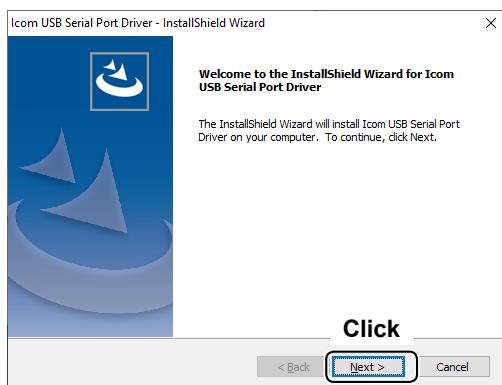 Icom USB Serial Port Driver - InstallShield Wizard
Welcome to the InstallShield Wizard for Icom
USB Serial Port Driver
The InstallShield Wizard will install Icom USB Serial Port
Driver on your computer.  To continue, click Next.
Click
< Back
Next >
Cancel